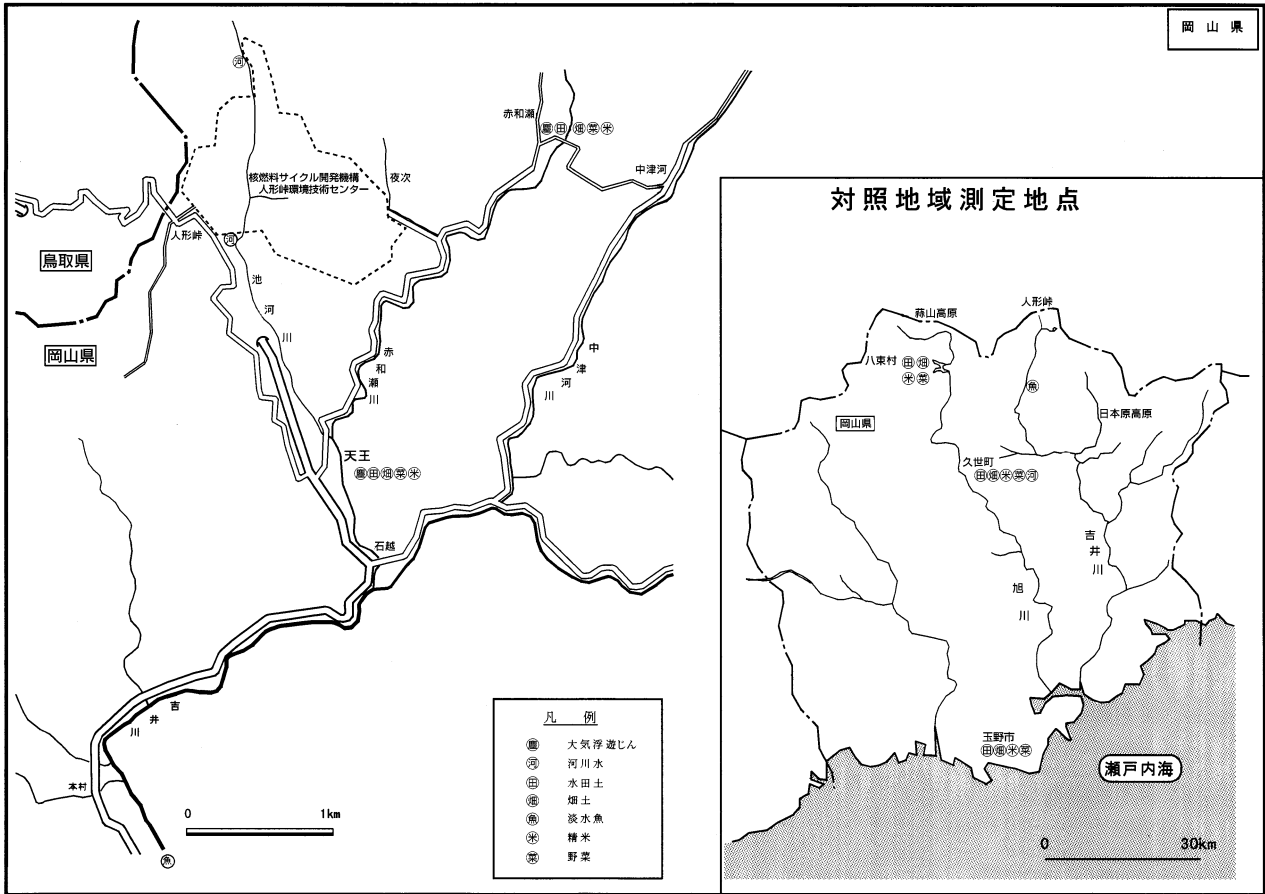 岡山県
河
赤和瀬
塵田畑菜米
中津河
核燃料サイクル開発機構
人形峠環境技術センター
夜次
人形峠
河
鳥取県
池河川
岡山県
赤和瀬川
中津河川
天王
塵田畑菜米
石越
吉井川
本村
魚
0 1km
凡例
塵 大気浮遊じん
河 河川水
田 水田土
畑 畑土
魚 淡水魚
米 精米
菜 野菜
対照地域測定地点
人形峠
蒜山高原
八束村
田畑
米菜
魚
日本原高原
岡山県
久世町
田畑米菜河
吉井川
旭川
玉野市
田畑米菜
瀬戸内海
0 30km